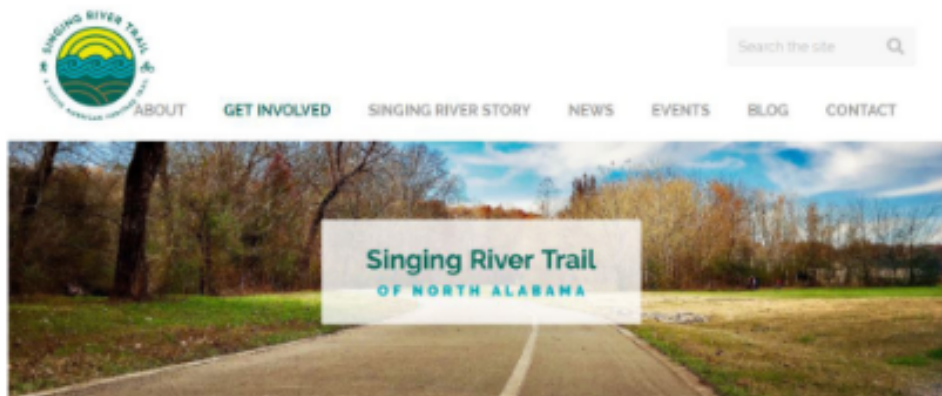 SINGING RIVER TRAIL
Search the site
ABOUT GET INVOLVED SINGING RIVER STORY NEWS EVENTS BLOG CONTACT
Singing River Trail
OF NORTH ALABAMA